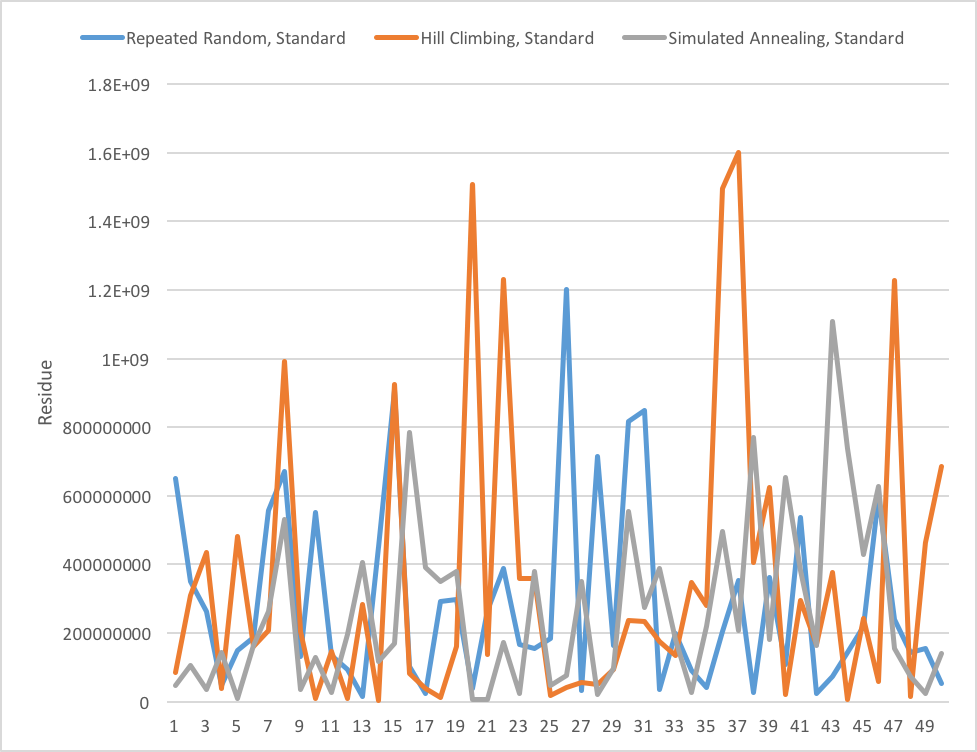 Repeated Random, Standard Hill Climbing, Standard Simulated Annealing, Standard
1.8E+09
1.6E+09
1.4E+09
1.2E+09
1E+09
Residue
800000000
600000000
400000000
200000000
0
1 3 5 7 9 11 13 15 17 19 21 23 25 27 29 31 33 35 37 39 41 43 45 47 49